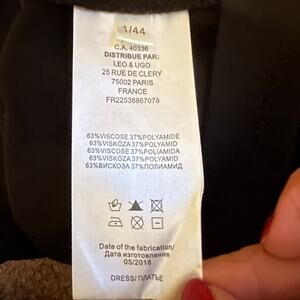 1/44
C.A. 40336
DISTRIBUE PAR:
LEO & UGO
25 RUE DE CLERY
75002 PARIS
FRANCE
FR22538867078
63%VISCOSE 37%POLYAMIDE
63%VISKÓZA 37%POLYAMID
63%VISCOSA 37%POLIAMIDA
63%VISKÓZA 37%POLYAMID
63%ВИСКОЗА 37%ПОЛИАМИД
Date of the fabrication/
Дата изготовления
05/2018
DRESS/ ПЛАТЬЕ